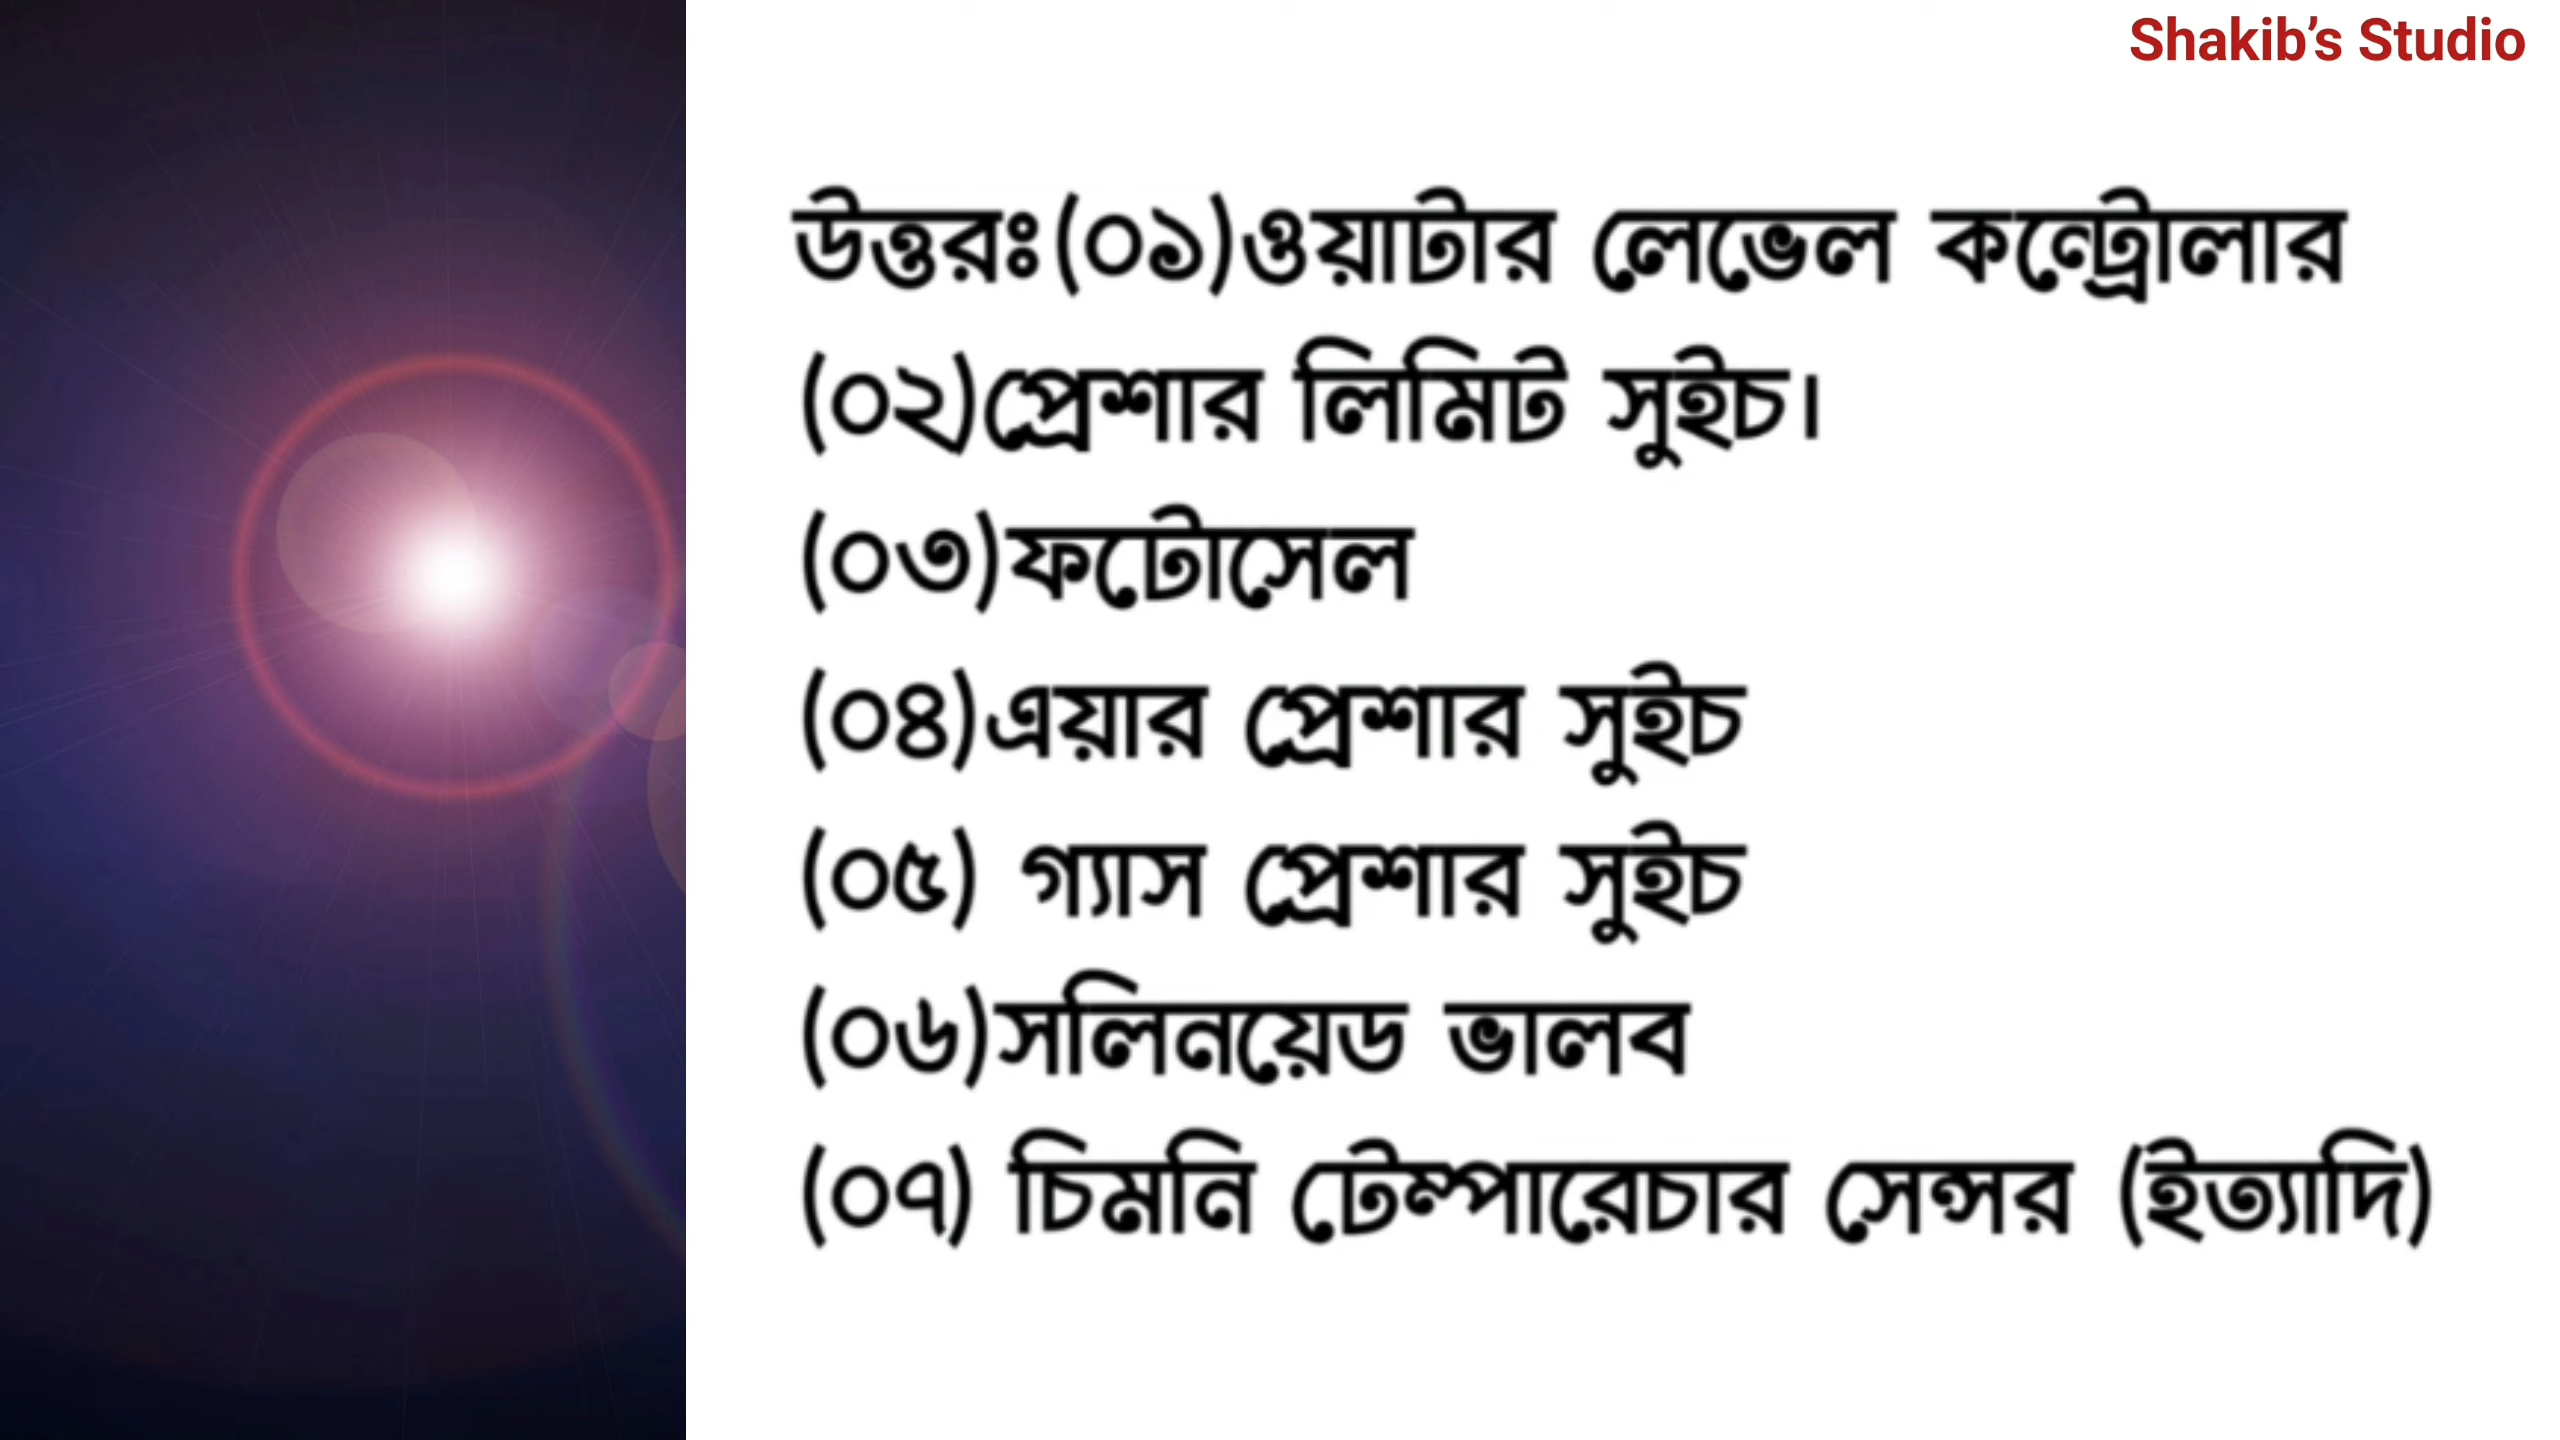 Shakib’s Studio
উত্তরঃ(০১)ওয়াটার লেভেল কন্ট্রোলার
(০২)প্রেশার লিমিট সুইচ।
(০৩)ফটোসেল
(০৪)এয়ার প্রেশার সুইচ
(০৫) গ্যাস প্রেশার সুইচ
(০৬)সলিনয়েড ভালব
(০৭) চিমনি টেম্পারেচার সেন্সর (ইত্যাদি)